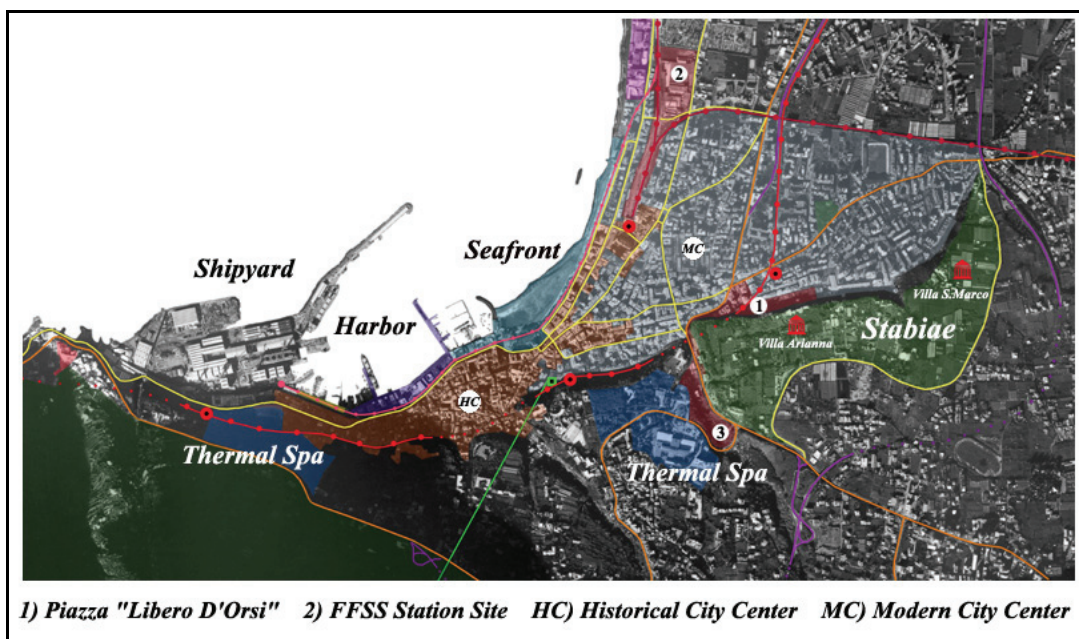 2
Shipyard
Seafront
MC
Harbor
Villa S.Marco
1
Villa Arianna
Stabiae
HC
Thermal Spa
3
Thermal Spa
1) Piazza "Libero D'Orsi" 2) FFSS Station Site HC) Historical City Center MC) Modern City Center